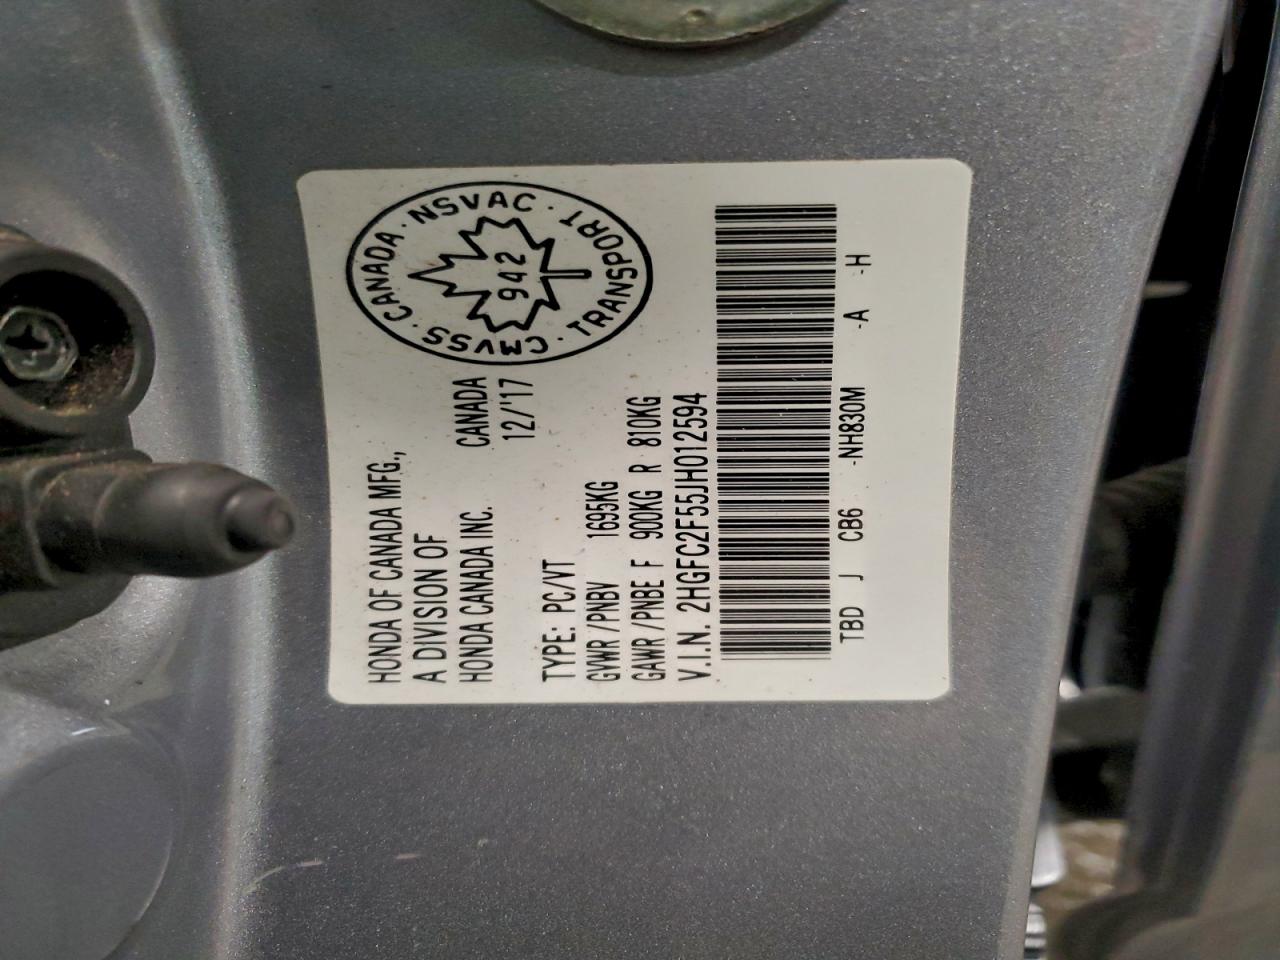 HONDA OF CANADA MFG.,
A DIVISION OF
HONDA CANADA INC. CANADA
12/'17
TYPE: PC/VT
GVWR/PNBV 1695KG
GAWR/PNBE F 900KG R 810KG
V.I.N. 2HGFC2F55JH012594
TBD J CB6 -NH830M -A -H
CMVSS · CANADA · NSVAC · TRANSPORT ·
942